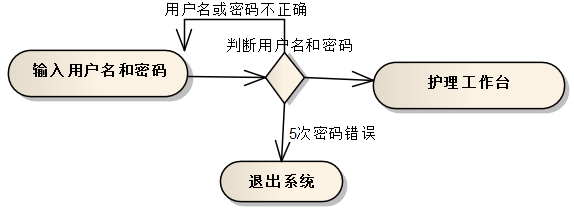 用户名或密码不正确
判断用户名和密码
输入用户名和密码
护理工作台
5次密码错误
退出系统